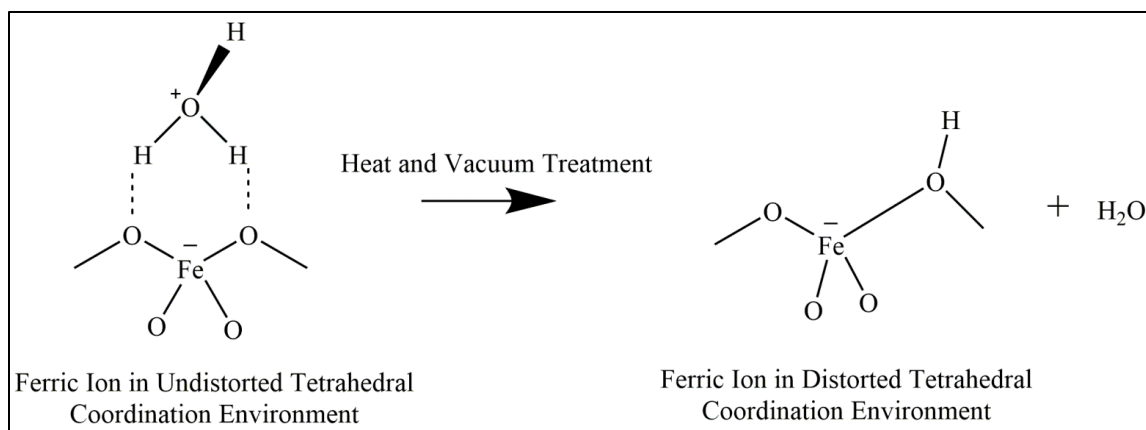 H
+
O
H H
O O
−
Fe
O O
Ferric Ion in Undistorted Tetrahedral
Coordination Environment
Heat and Vacuum Treatment
H
O
O
−
Fe
O O
+ H₂O
Ferric Ion in Distorted Tetrahedral
Coordination Environment